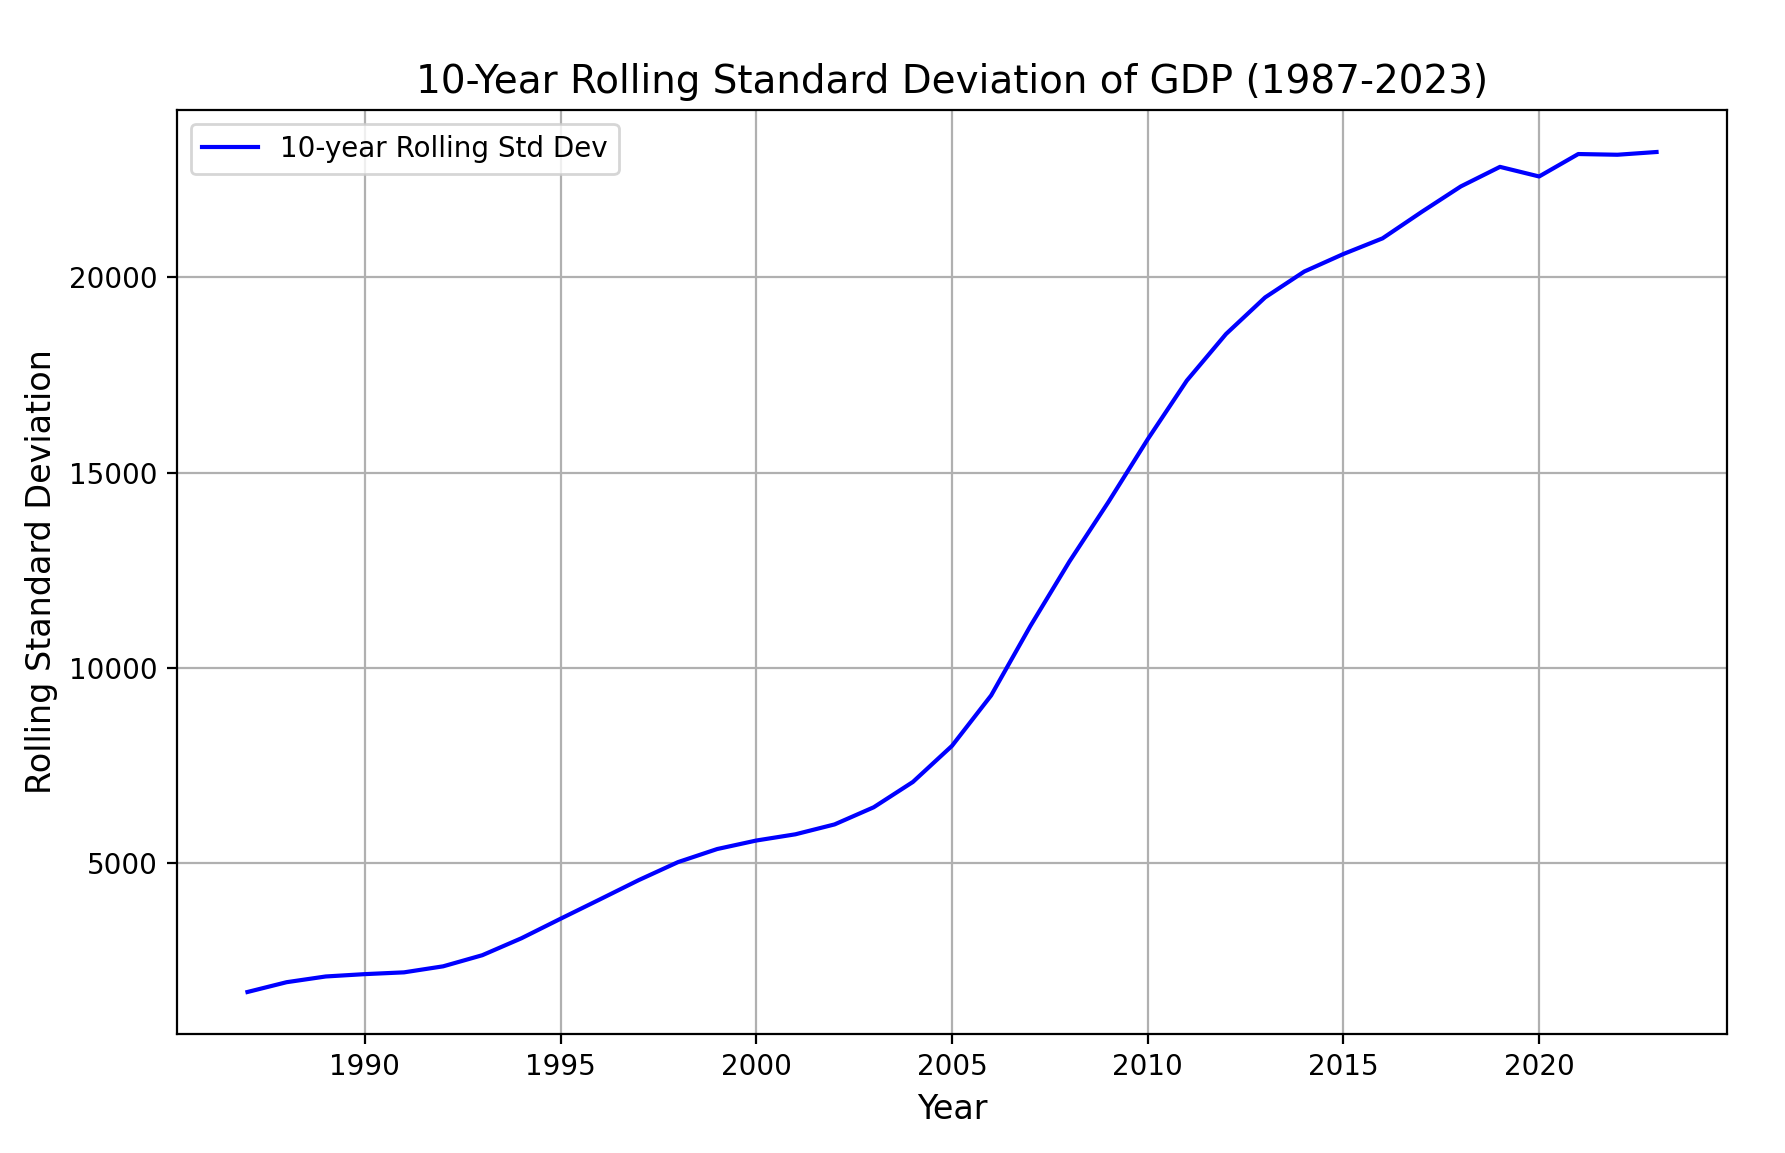 10-Year Rolling Standard Deviation of GDP (1987-2023)
10-year Rolling Std Dev
Rolling Standard Deviation
20000
15000
10000
5000
1990 1995 2000 2005 2010 2015 2020
Year